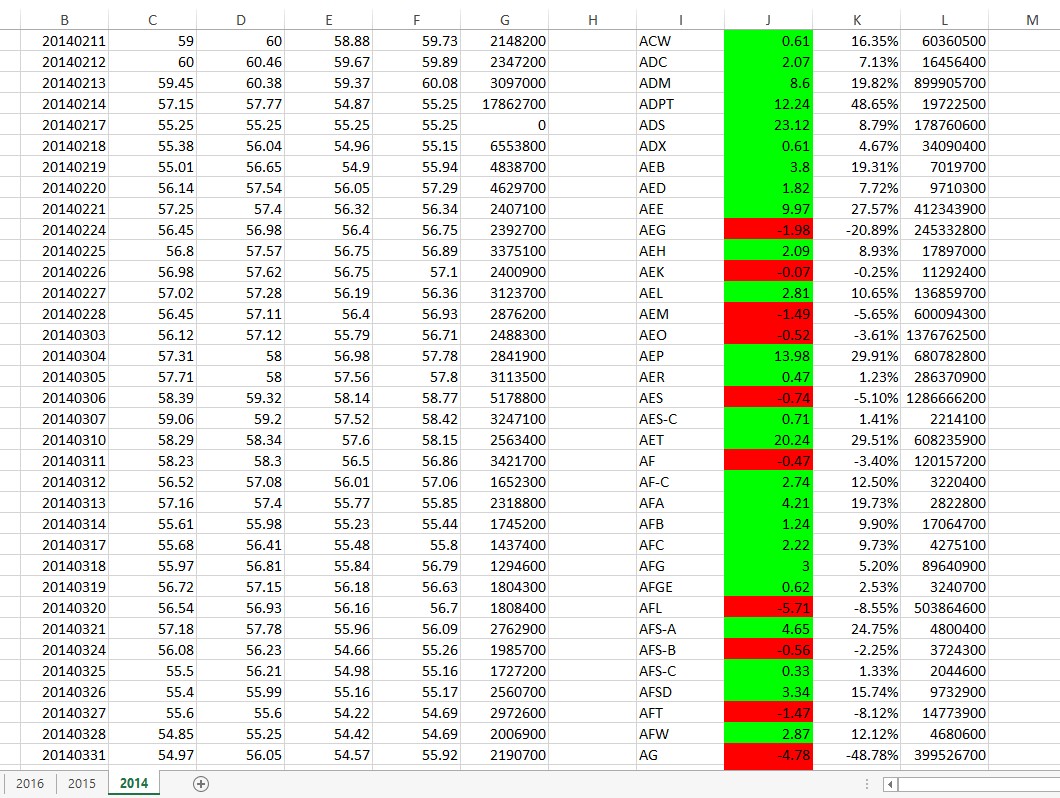 B C D E F G H I J K L M
20140211 59 60 58.88 59.73 2148200 ACW 0.61 16.35% 60360500
20140212 60 60.46 59.67 59.89 2347200 ADC 2.07 7.13% 16456400
20140213 59.45 60.38 59.37 60.08 3097000 ADM 8.6 19.82% 899905700
20140214 57.15 57.77 54.87 55.25 17862700 ADPT 12.24 48.65% 19722500
20140217 55.25 55.25 55.25 55.25 0 ADS 23.12 8.79% 178760600
20140218 55.38 56.04 54.96 55.15 6553800 ADX 0.61 4.67% 34090400
20140219 55.01 56.65 54.9 55.94 4838700 AEB 3.8 19.31% 7019700
20140220 56.14 57.54 56.05 57.29 4629700 AED 1.82 7.72% 9710300
20140221 57.25 57.4 56.32 56.34 2407100 AEE 9.97 27.57% 412343900
20140224 56.45 56.98 56.4 56.75 2392700 AEG -1.98 -20.89% 245332800
20140225 56.8 57.57 56.75 56.89 3375100 AEH 2.09 8.93% 17897000
20140226 56.98 57.62 56.75 57.1 2400900 AEK -0.07 -0.25% 11292400
20140227 57.02 57.28 56.19 56.36 3123700 AEL 2.81 10.65% 136859700
20140228 56.45 57.11 56.4 56.93 2876200 AEM -1.49 -5.65% 600094300
20140303 56.12 57.12 55.79 56.71 2488300 AEO -0.52 -3.61% 1376762500
20140304 57.31 58 56.98 57.78 2841900 AEP 13.98 29.91% 680782800
20140305 57.71 58 57.56 57.8 3113500 AER 0.47 1.23% 286370900
20140306 58.39 59.32 58.14 58.77 5178800 AES -0.74 -5.10% 1286666200
20140307 59.06 59.2 57.52 58.42 3247100 AES-C 0.71 1.41% 2214100
20140310 58.29 58.34 57.6 58.15 2563400 AET 20.24 29.51% 608235900
20140311 58.23 58.3 56.5 56.86 3421700 AF -0.47 -3.40% 120157200
20140312 56.52 57.08 56.01 57.06 1652300 AF-C 2.74 12.50% 3220400
20140313 57.16 57.4 55.77 55.85 2318800 AFA 4.21 19.73% 2822800
20140314 55.61 55.98 55.23 55.44 1745200 AFB 1.24 9.90% 17064700
20140317 55.68 56.41 55.48 55.8 1437400 AFC 2.22 9.73% 4275100
20140318 55.97 56.81 55.84 56.79 1294600 AFG 3 5.20% 89640900
20140319 56.72 57.15 56.18 56.63 1804300 AFGE 0.62 2.53% 3240700
20140320 56.54 56.93 56.16 56.7 1808400 AFL -5.71 -8.55% 503864600
20140321 57.18 57.78 55.96 56.09 2762900 AFS-A 4.65 24.75% 4800400
20140324 56.08 56.23 54.66 55.26 1985700 AFS-B -0.56 -2.25% 3724300
20140325 55.5 56.21 54.98 55.16 1727200 AFS-C 0.33 1.33% 2044600
20140326 55.4 55.99 55.16 55.17 2560700 AFSD 3.34 15.74% 9732900
20140327 55.6 55.6 54.22 54.69 2972600 AFT -1.47 -8.12% 14773900
20140328 54.85 55.25 54.42 54.69 2006900 AFW 2.87 12.12% 4680600
20140331 54.97 56.05 54.57 55.92 2190700 AG -4.78 -48.78% 399526700
2016 2015 2014